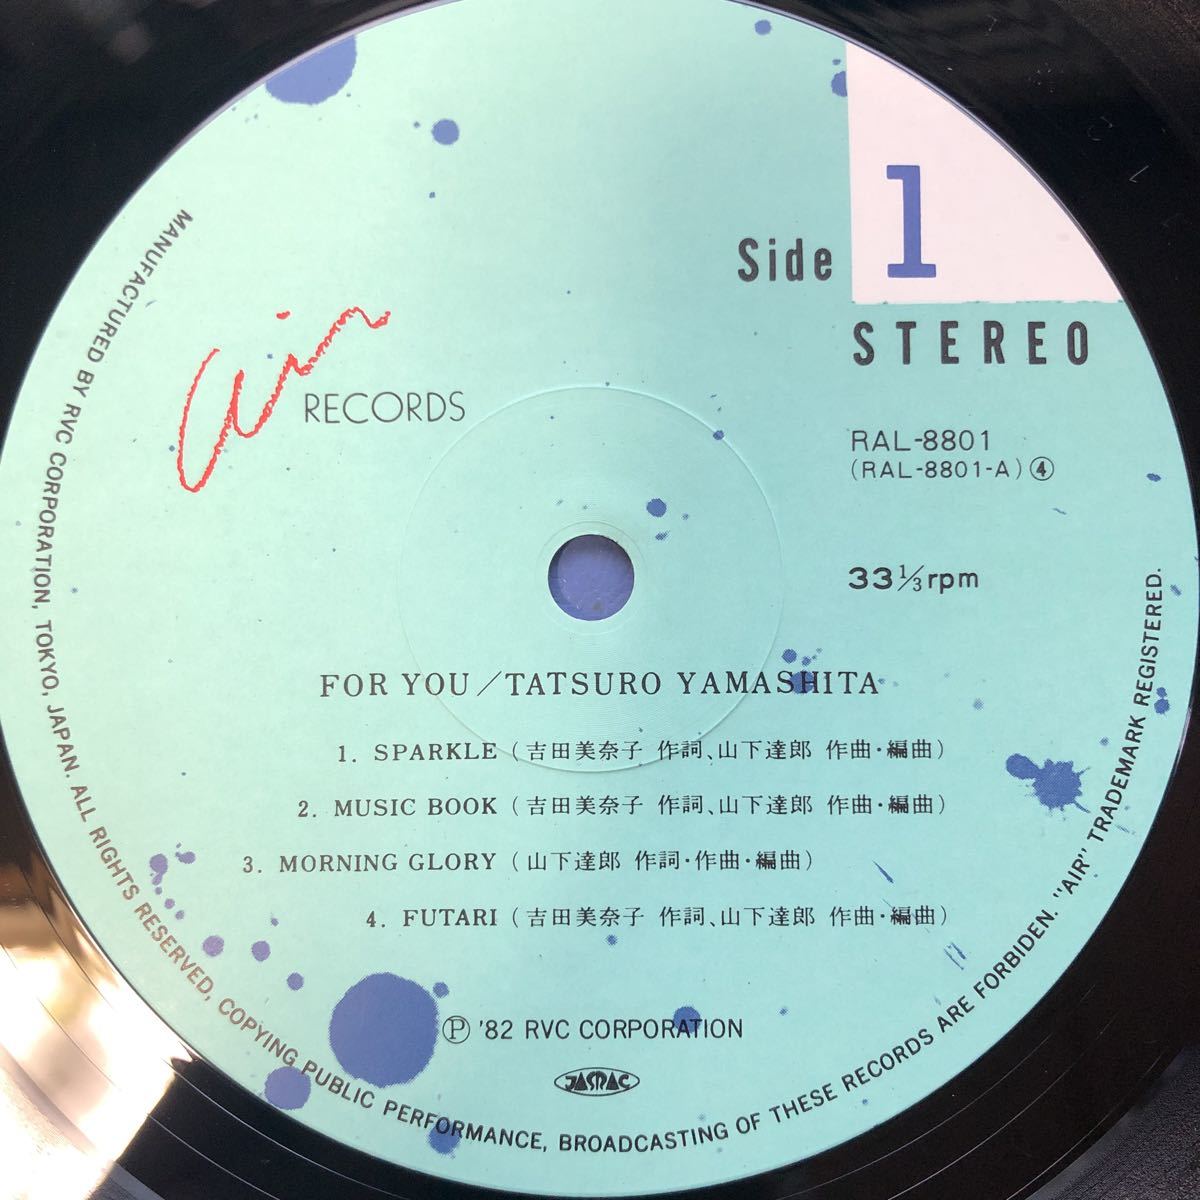 1
Side
STEREO
air
RECORDS
RAL-8801
(RAL-8801-A)④
33 1/3 rpm
FOR YOU／TATSURO YAMASHITA
1. SPARKLE (吉田美奈子 作詞、山下達郎 作曲・編曲)
2. MUSIC BOOK (吉田美奈子 作詞、山下達郎 作曲・編曲)
3. MORNING GLORY (山下達郎 作詞・作曲・編曲)
4. FUTARI (吉田美奈子 作詞、山下達郎 作曲・編曲)
Ⓟ '82 RVC CORPORATION
JASRAC
MANUFACTURED BY RVC CORPORATION, TOKYO, JAPAN. ALL RIGHTS RESERVED, COPYING PUBLIC PERFORMANCE, BROADCASTING OF THESE RECORDS ARE FORBIDEN. "AIR" TRADEMARK REGISTERED.